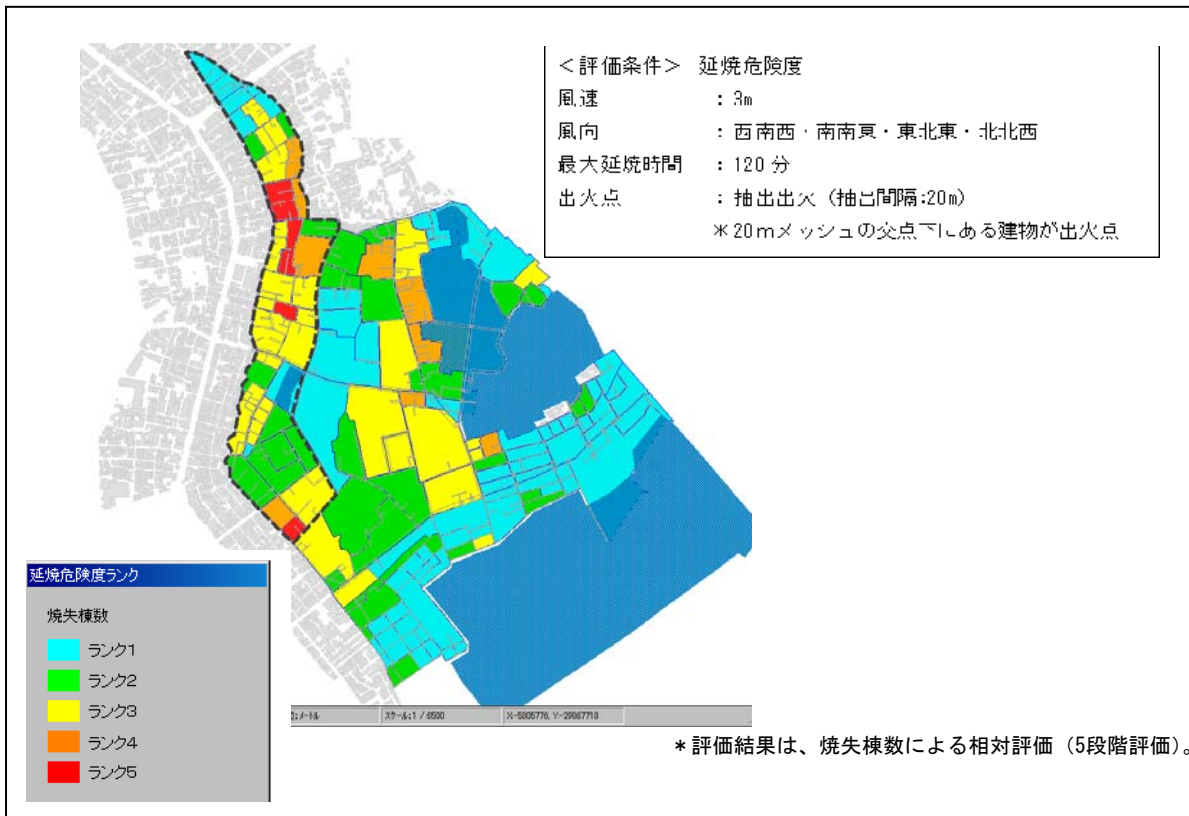 <評価条件> 延焼危険度
風速 : 3m
風向 : 西南西・南南東・東北東・北北西
最大延焼時間 : 120 分
出火点 : 抽出出火 (抽出間隔:20m)
*20mメッシュの交点下にある建物が出火点
延焼危険度ランク
焼失棟数
ランク1
ランク2
ランク3
ランク4
ランク5
スケール:1 / 6500
*評価結果は、焼失棟数による相対評価(5段階評価)。